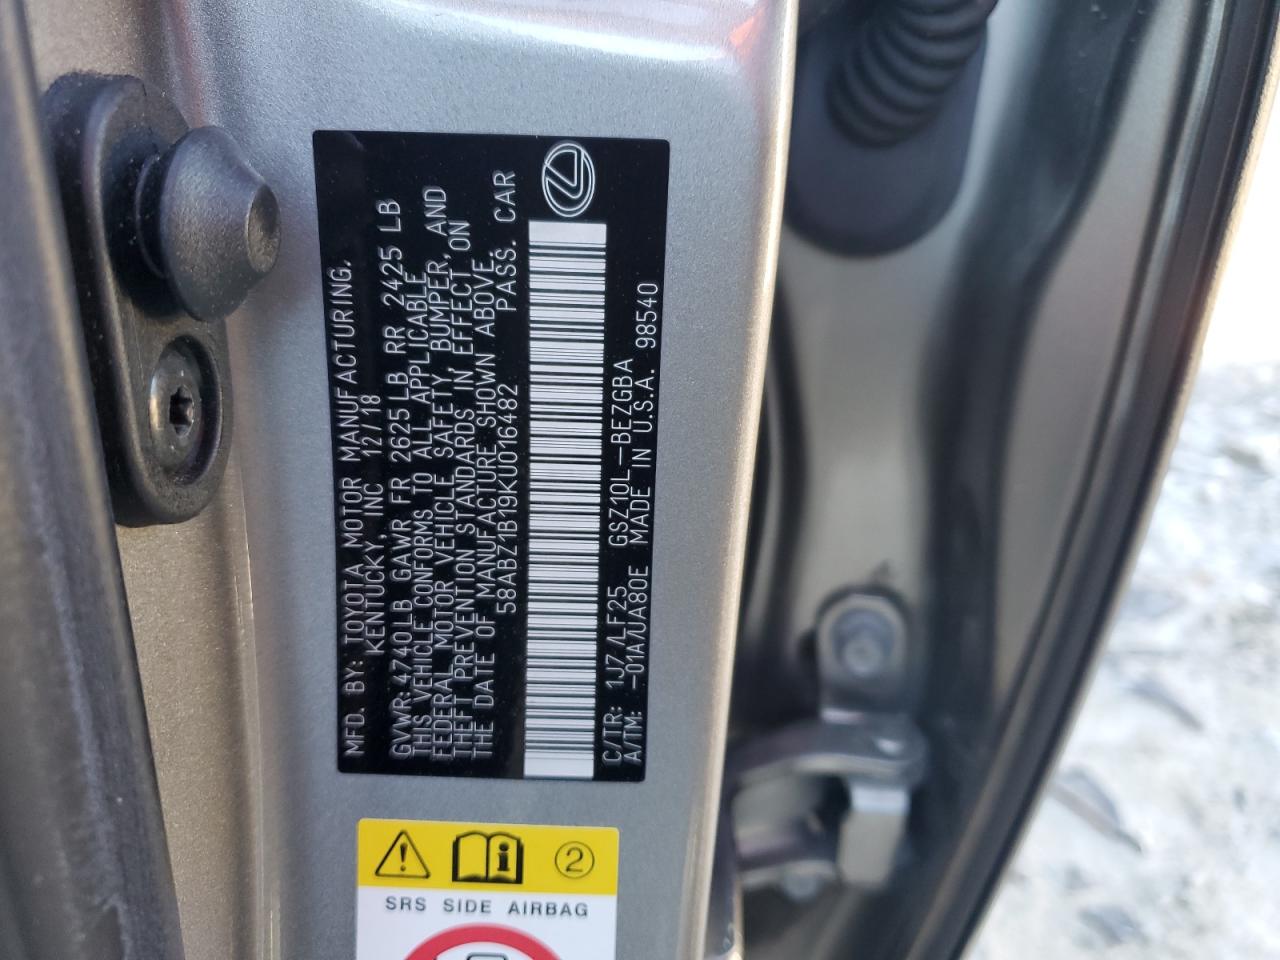 MFD. BY: TOYOTA MOTOR MANUFACTURING,
KENTUCKY, INC 12/18
GVWR: 4740LB GAWR FR 2625LB RR 2425 LB
THIS VEHICLE CONFORMS TO ALL APPLICABLE
FEDERAL MOTOR VEHICLE SAFETY, BUMPER, AND
THEFT PREVENTION STANDARDS IN EFFECT ON
THE DATE OF MANUFACTURE SHOWN ABOVE.
58ABZ1B19KU016482 PASS. CAR
C/TR: 1J7/LF25 GSZ10L-BEZGBA
A/TM: -01A/UA80E MADE IN U.S.A. 98540
2
SRS SIDE AIRBAG